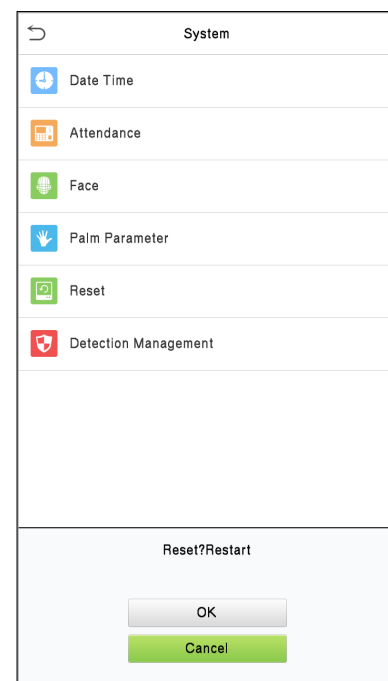 System
Date Time
Attendance
Face
Palm Parameter
Reset
Detection Management
Reset?Restart
OK
Cancel